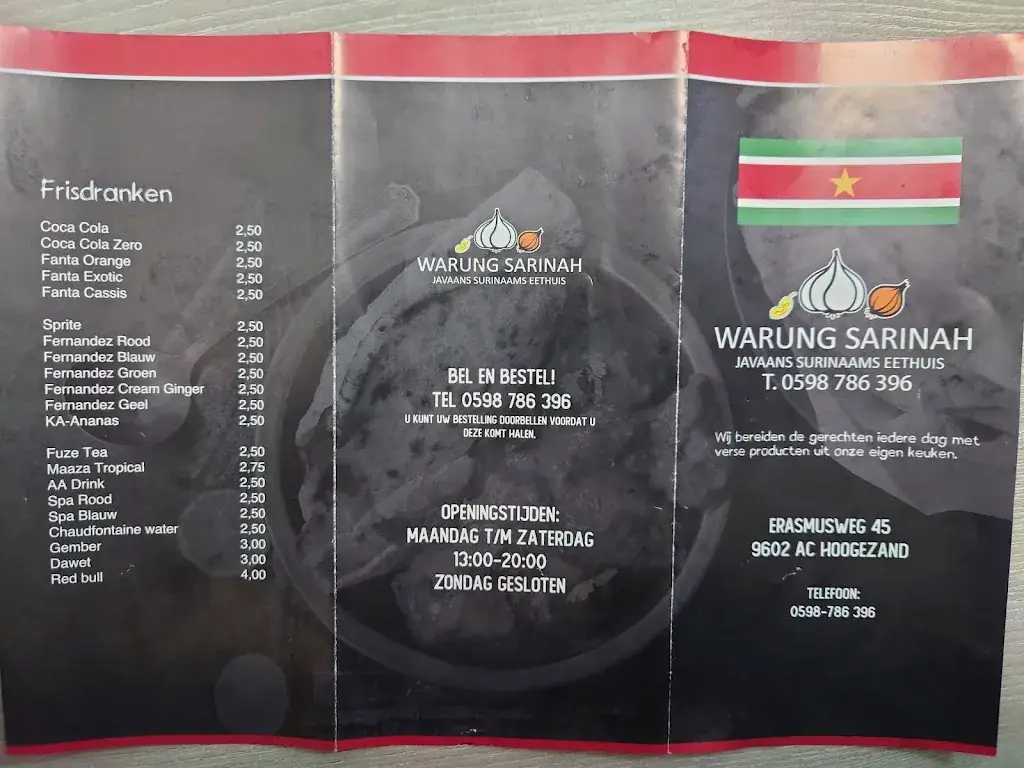 Frisdranken
Coca Cola 2,50
Coca Cola Zero 2,50
Fanta Orange 2,50
Fanta Exotic 2,50
Fanta Cassis 2,50
Sprite 2,50
Fernandez Rood 2,50
Fernandez Blauw 2,50
Fernandez Groen 2,50
Fernandez Cream Ginger 2,50
Fernandez Geel 2,50
KA-Ananas 2,50
Fuze Tea 2,50
Maaza Tropical 2,75
AA Drink 2,50
Spa Rood 2,50
Spa Blauw 2,50
Chaudfontaine water 2,50
Gember 3,00
Dawet 3,00
Red bull 4,00
WARUNG SARINAH
JAVAANS SURINAAMS EETHUIS
BEL EN BESTEL!
TEL 0598 786 396
U KUNT UW BESTELLING DOORBELLEN VOORDAT U
DEZE KOMT HALEN.
OPENINGSTIJDEN:
MAANDAG T/M ZATERDAG
13:00-20:00
ZONDAG GESLOTEN
WARUNG SARINAH
JAVAANS SURINAAMS EETHUIS
T. 0598 786 396
Wij bereiden de gerechten iedere dag met
verse producten uit onze eigen keuken.
ERASMUSWEG 45
9602 AC HOOGEZAND
TELEFOON:
0598-786 396